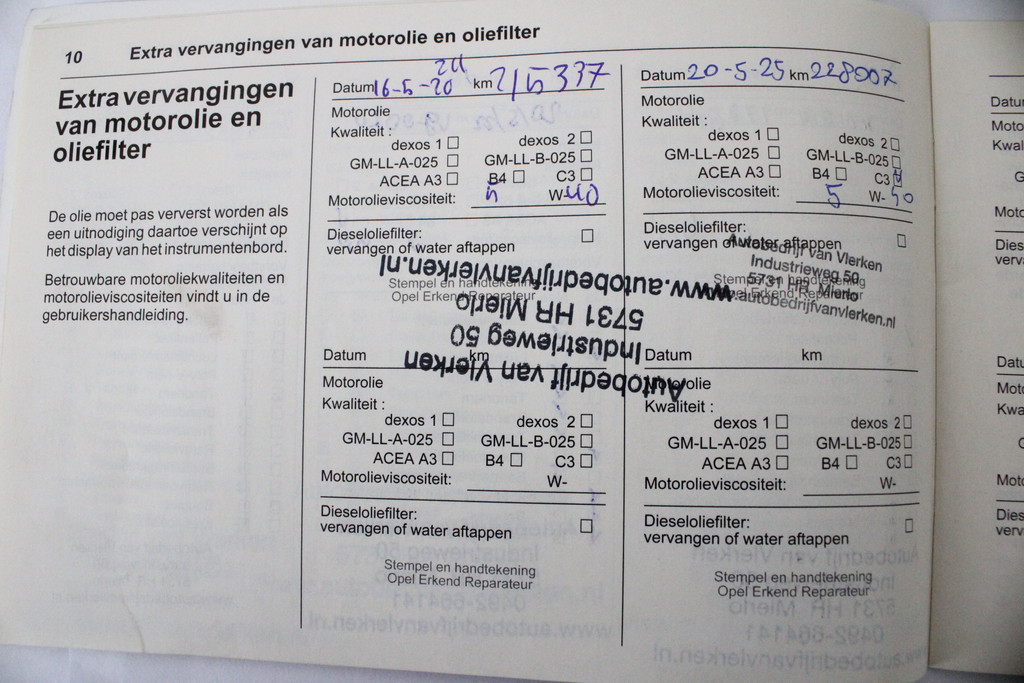 10 Extra vervangingen van motorolie en oliefilter
Extra vervangingen
van motorolie en
oliefilter
De olie moet pas ververst worden als
een uitnodiging daartoe verschijnt op
het display van het instrumentenbord.
Betrouwbare motoroliekwaliteiten en
motorolieviscositeiten vindt u in de
gebruikershandleiding.
24
Datum 16-5-20 km 215337
Motorolie
Kwaliteit :
dexos 1 ☐ dexos 2 ☐
GM-LL-A-025 ☐ GM-LL-B-025 ☐
ACEA A3 ☐ B4 ☐ C3 ☐
Motorolieviscositeit: 5 W-40
Dieseloliefilter:
vervangen of water aftappen ☐
Stempel en handtekening
Opel Erkend Reparateur
Autobedrijf van Vlerken
Industrieweg 50
5731 HR Mierlo
www.autobedrijfvanvlerken.nl
Datum km
Motorolie
Kwaliteit :
dexos 1 ☐ dexos 2 ☐
GM-LL-A-025 ☐ GM-LL-B-025 ☐
ACEA A3 ☐ B4 ☐ C3 ☐
Motorolieviscositeit: W-
Dieseloliefilter:
vervangen of water aftappen ☐
Stempel en handtekening
Opel Erkend Reparateur
Datum 20-5-25 km 228007
Motorolie
Kwaliteit :
dexos 1 ☐ dexos 2 ☐
GM-LL-A-025 ☐ GM-LL-B-025 ☐
ACEA A3 ☐ B4 ☐ C3
Motorolieviscositeit: 5 W-
Dieseloliefilter:
vervangen of water aftappen ☐
Autobedrijf van Vlerken
Industrieweg 50
5731 HR Mierlo
www.autobedrijfvanvlerken.nl
Stempel en handtekening
Opel Erkend Reparateur
Datum km
Motorolie
Kwaliteit :
dexos 1 ☐ dexos 2 ☐
GM-LL-A-025 ☐ GM-LL-B-025 ☐
ACEA A3 ☐ B4 ☐ C3 ☐
Motorolieviscositeit: W-
Dieseloliefilter:
vervangen of water aftappen ☐
Stempel en handtekening
Opel Erkend Reparateur